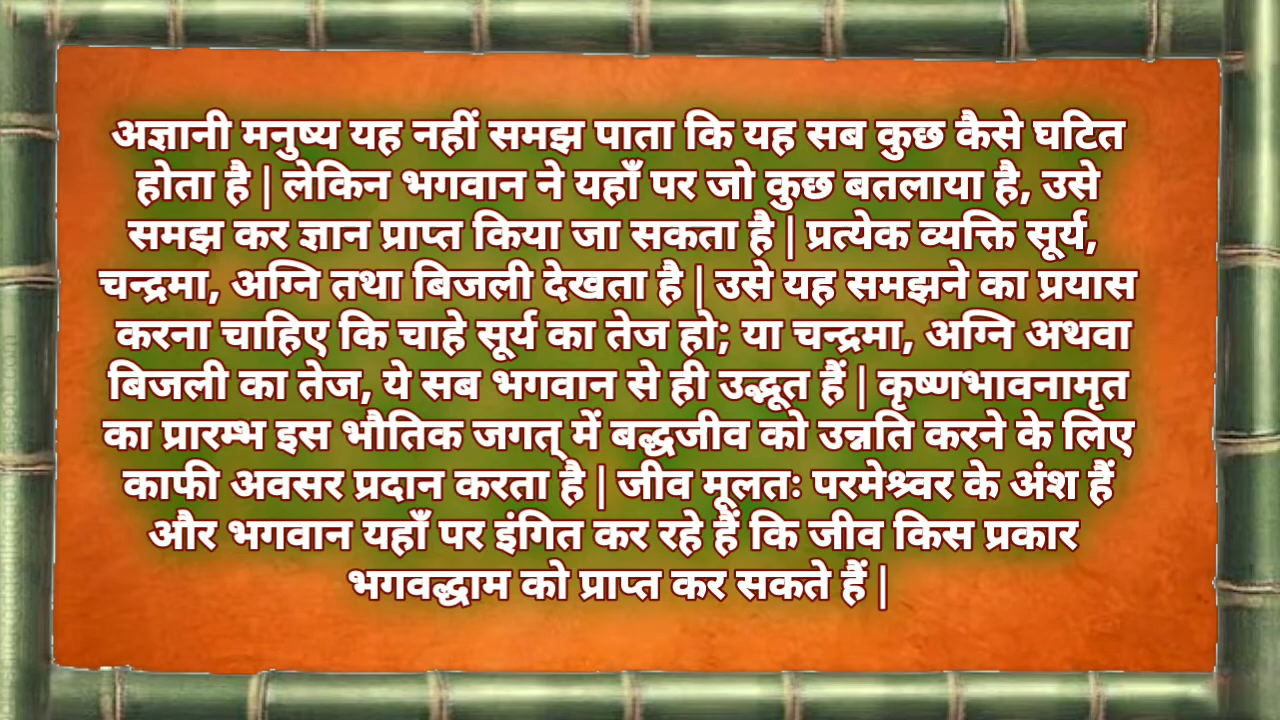 अज्ञानी मनुष्य यह नहीं समझ पाता कि यह सब कुछ कैसे घटित
होता है | लेकिन भगवान ने यहाँ पर जो कुछ बतलाया है, उसे
समझ कर ज्ञान प्राप्त किया जा सकता है | प्रत्येक व्यक्ति सूर्य,
चन्द्रमा, अग्नि तथा बिजली देखता है | उसे यह समझने का प्रयास
करना चाहिए कि चाहे सूर्य का तेज हो; या चन्द्रमा, अग्नि अथवा
बिजली का तेज, ये सब भगवान से ही उद्भूत हैं | कृष्णभावनामृत
का प्रारम्भ इस भौतिक जगत् में बद्धजीव को उन्नति करने के लिए
काफी अवसर प्रदान करता है | जीव मूलतः परमेश्र्वर के अंश हैं
और भगवान यहाँ पर इंगित कर रहे हैं कि जीव किस प्रकार
भगवद्धाम को प्राप्त कर सकते हैं |